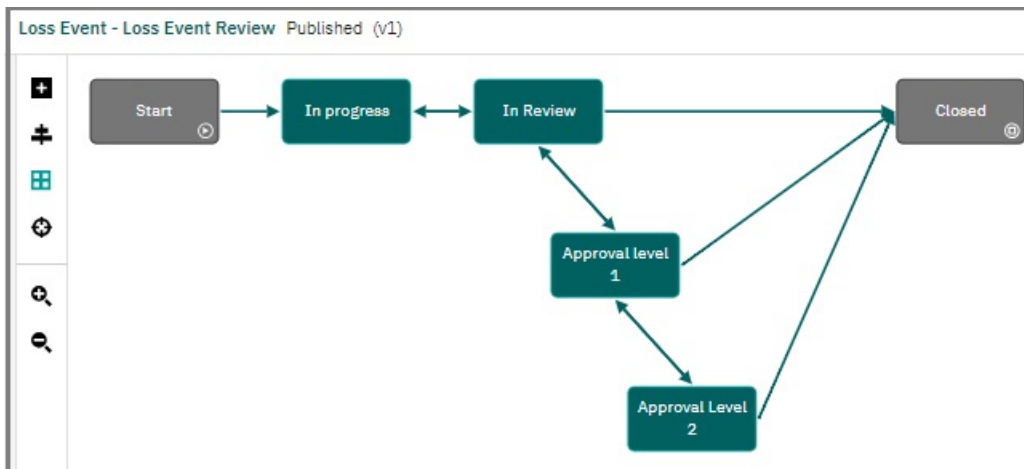 Loss Event - Loss Event Review Published (v1)
Start
In progress
In Review
Closed
Approval level
1
Approval Level
2